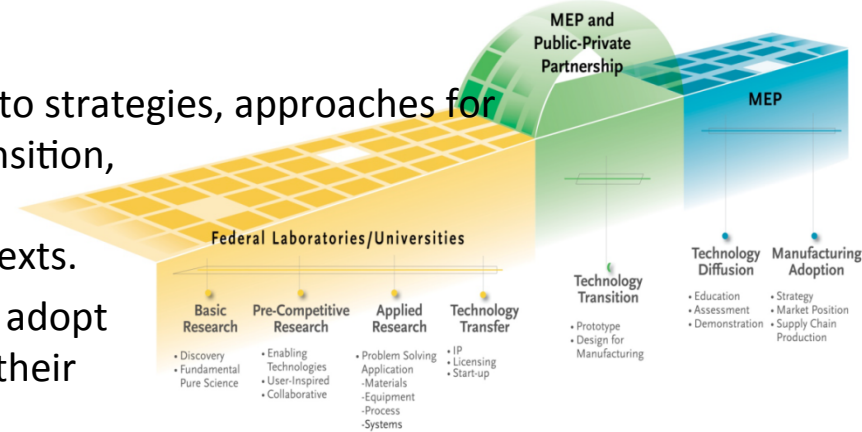 to strategies, approaches for
nsition,
exts.
adopt
their
MEP and
Public-Private
Partnership
MEP
Federal Laboratories/Universities
Basic
Research
• Discovery
• Fundamental
Pure Science
Pre-Competitive
Research
• Enabling
Technologies
• User-Inspired
• Collaborative
Applied
Research
• Problem Solving
Application
-Materials
-Equipment
-Process
-Systems
Technology
Transfer
• IP
• Licensing
• Start-up
Technology
Transition
• Prototype
• Design for
Manufacturing
Technology
Diffusion
• Education
• Assessment
• Demonstration
Manufacturing
Adoption
• Strategy
• Market Position
• Supply Chain
Production